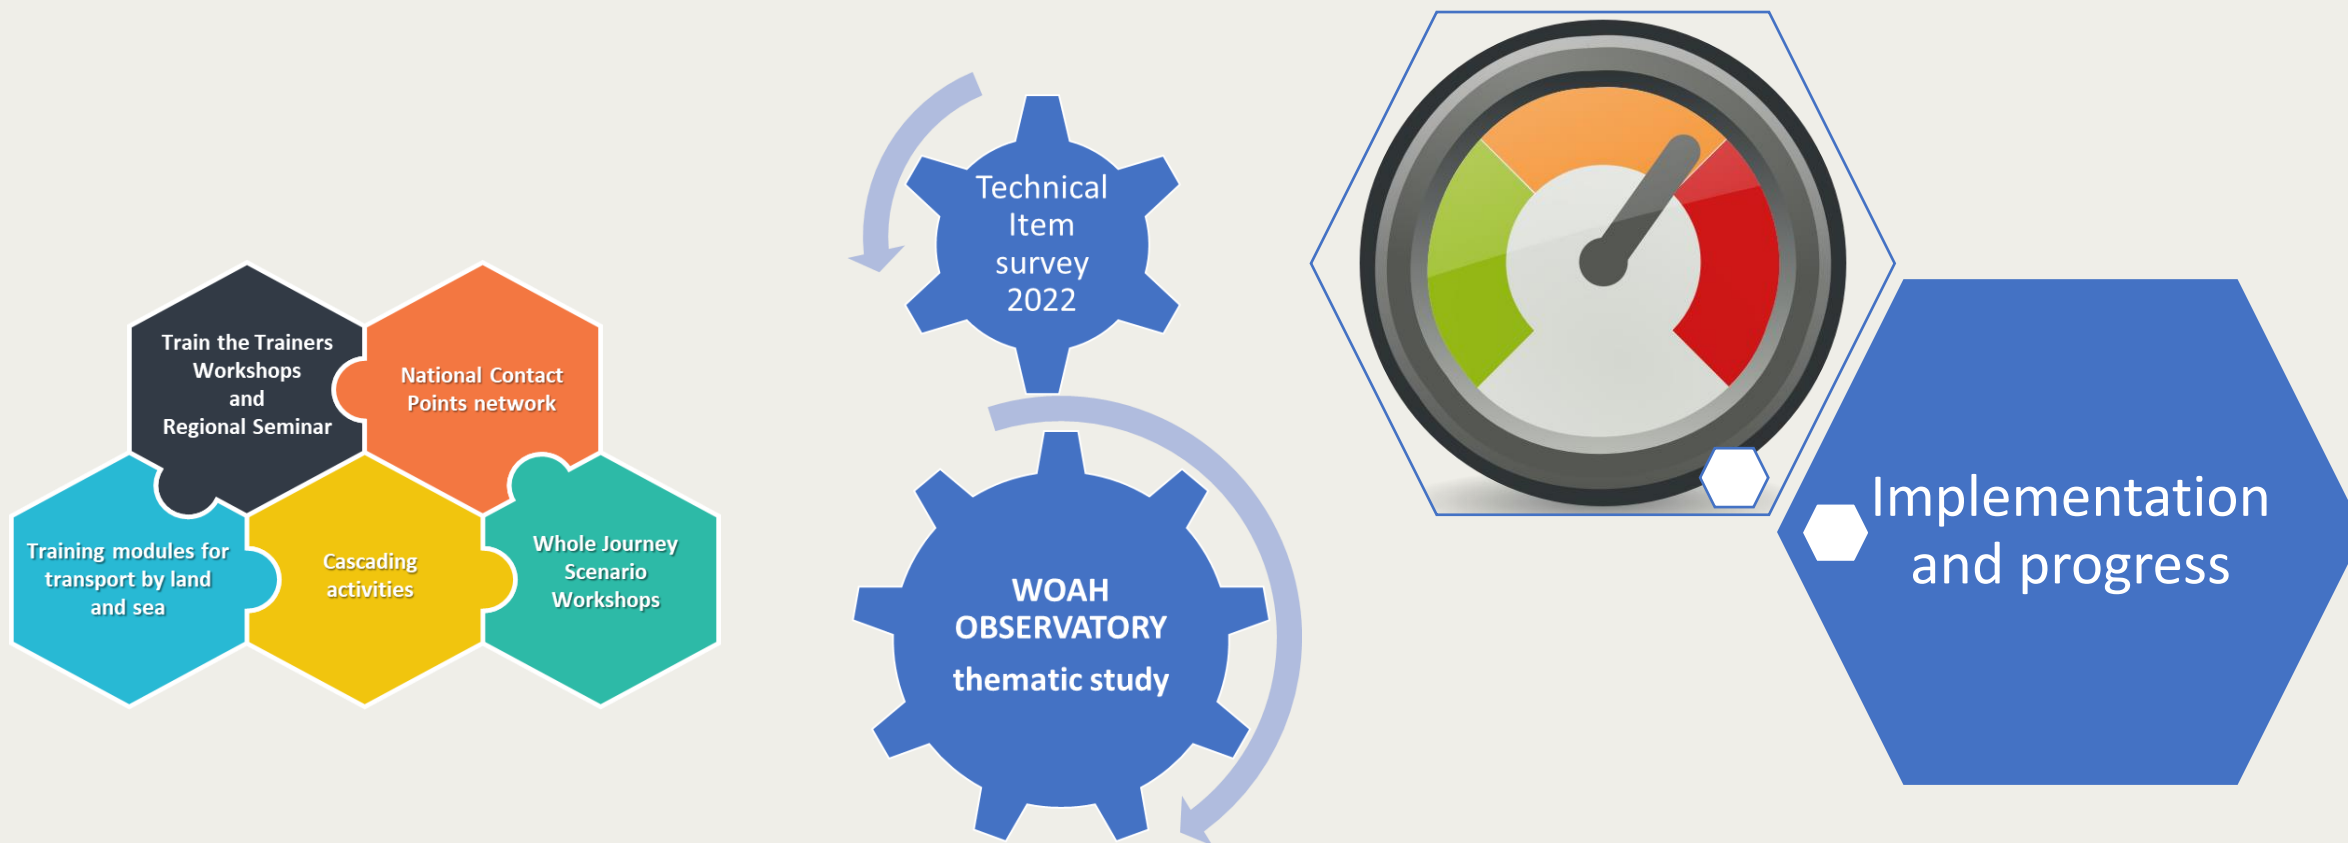 Train the Trainers
Workshops
and
Regional Seminar
National Contact
Points network
Training modules for
transport by land
and sea
Cascading
activities
Whole Journey
Scenario
Workshops
Technical
Item
survey
2022
WOAH
OBSERVATORY
thematic study
Implementation
and progress